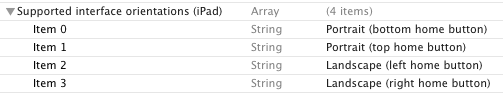 Supported interface orientations (iPad) Array (4 items)
Item 0 String Portrait (bottom home button)
Item 1 String Portrait (top home button)
Item 2 String Landscape (left home button)
Item 3 String Landscape (right home button)